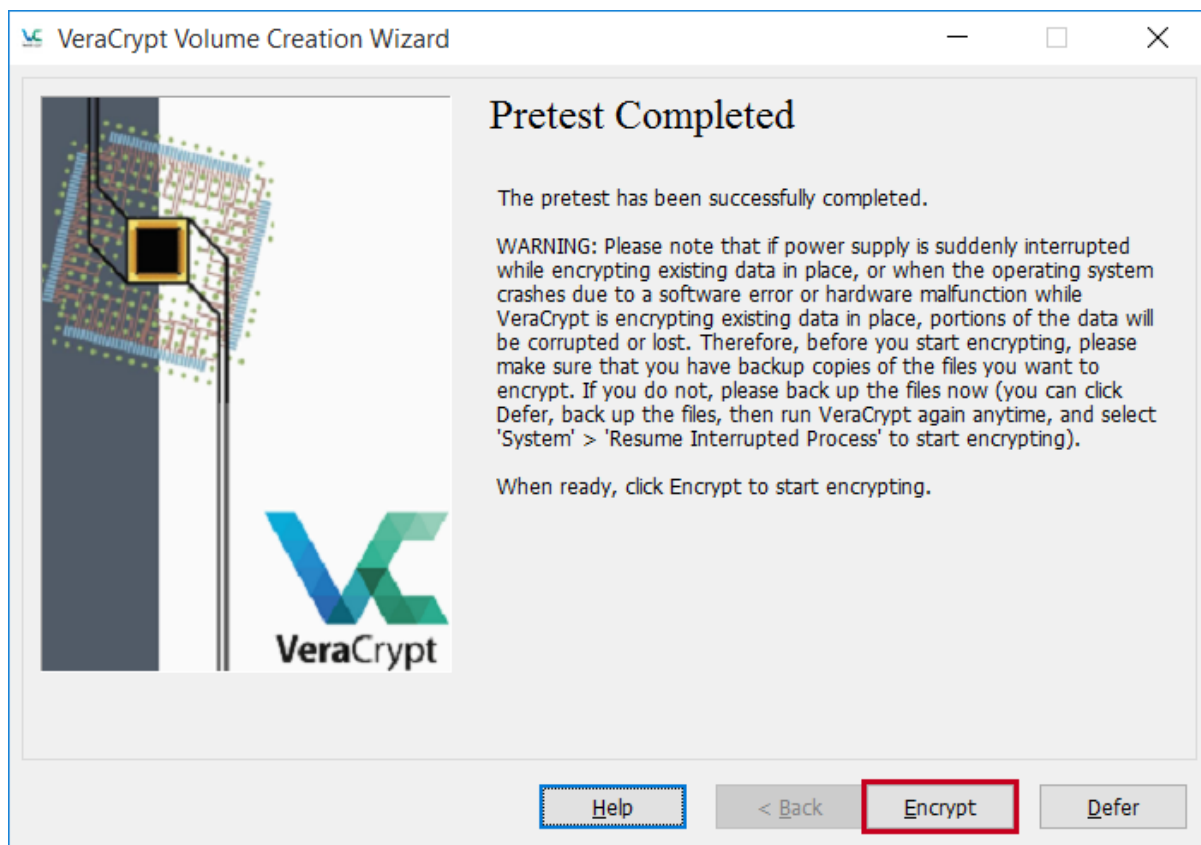 VeraCrypt Volume Creation Wizard
Pretest Completed
The pretest has been successfully completed.
WARNING: Please note that if power supply is suddenly interrupted
while encrypting existing data in place, or when the operating system
crashes due to a software error or hardware malfunction while
VeraCrypt is encrypting existing data in place, portions of the data will
be corrupted or lost. Therefore, before you start encrypting, please
make sure that you have backup copies of the files you want to
encrypt. If you do not, please back up the files now (you can click
Defer, back up the files, then run VeraCrypt again anytime, and select
'System' > 'Resume Interrupted Process' to start encrypting).
When ready, click Encrypt to start encrypting.
VeraCrypt
Help
< Back
Encrypt
Defer